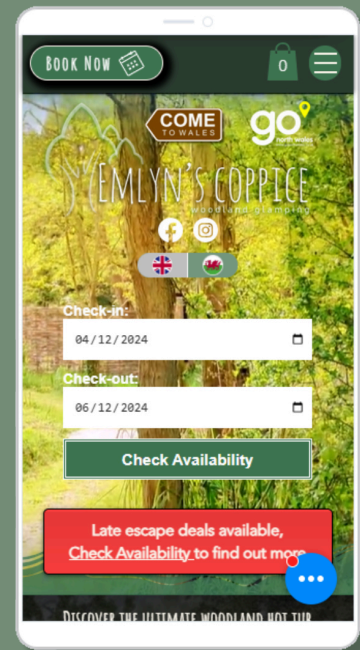 BOOK NOW
0
COME
TO WALES
go
north wales
EMLYN'S COPPICE
woodland glamping
Check-in:
04/12/2024
Check-out:
06/12/2024
Check Availability
Late escape deals available,
Check Availability to find out more
DISCOVER THE ULTIMATE WOODLAND HOT TUB